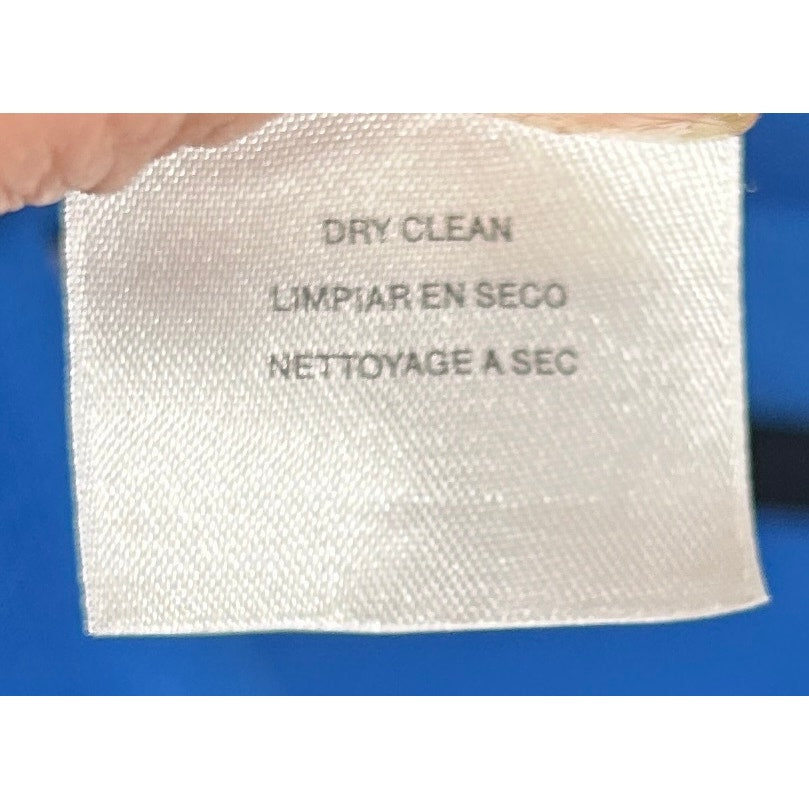 DRY CLEAN
LIMPIAR EN SECO
NETTOYAGE A SEC